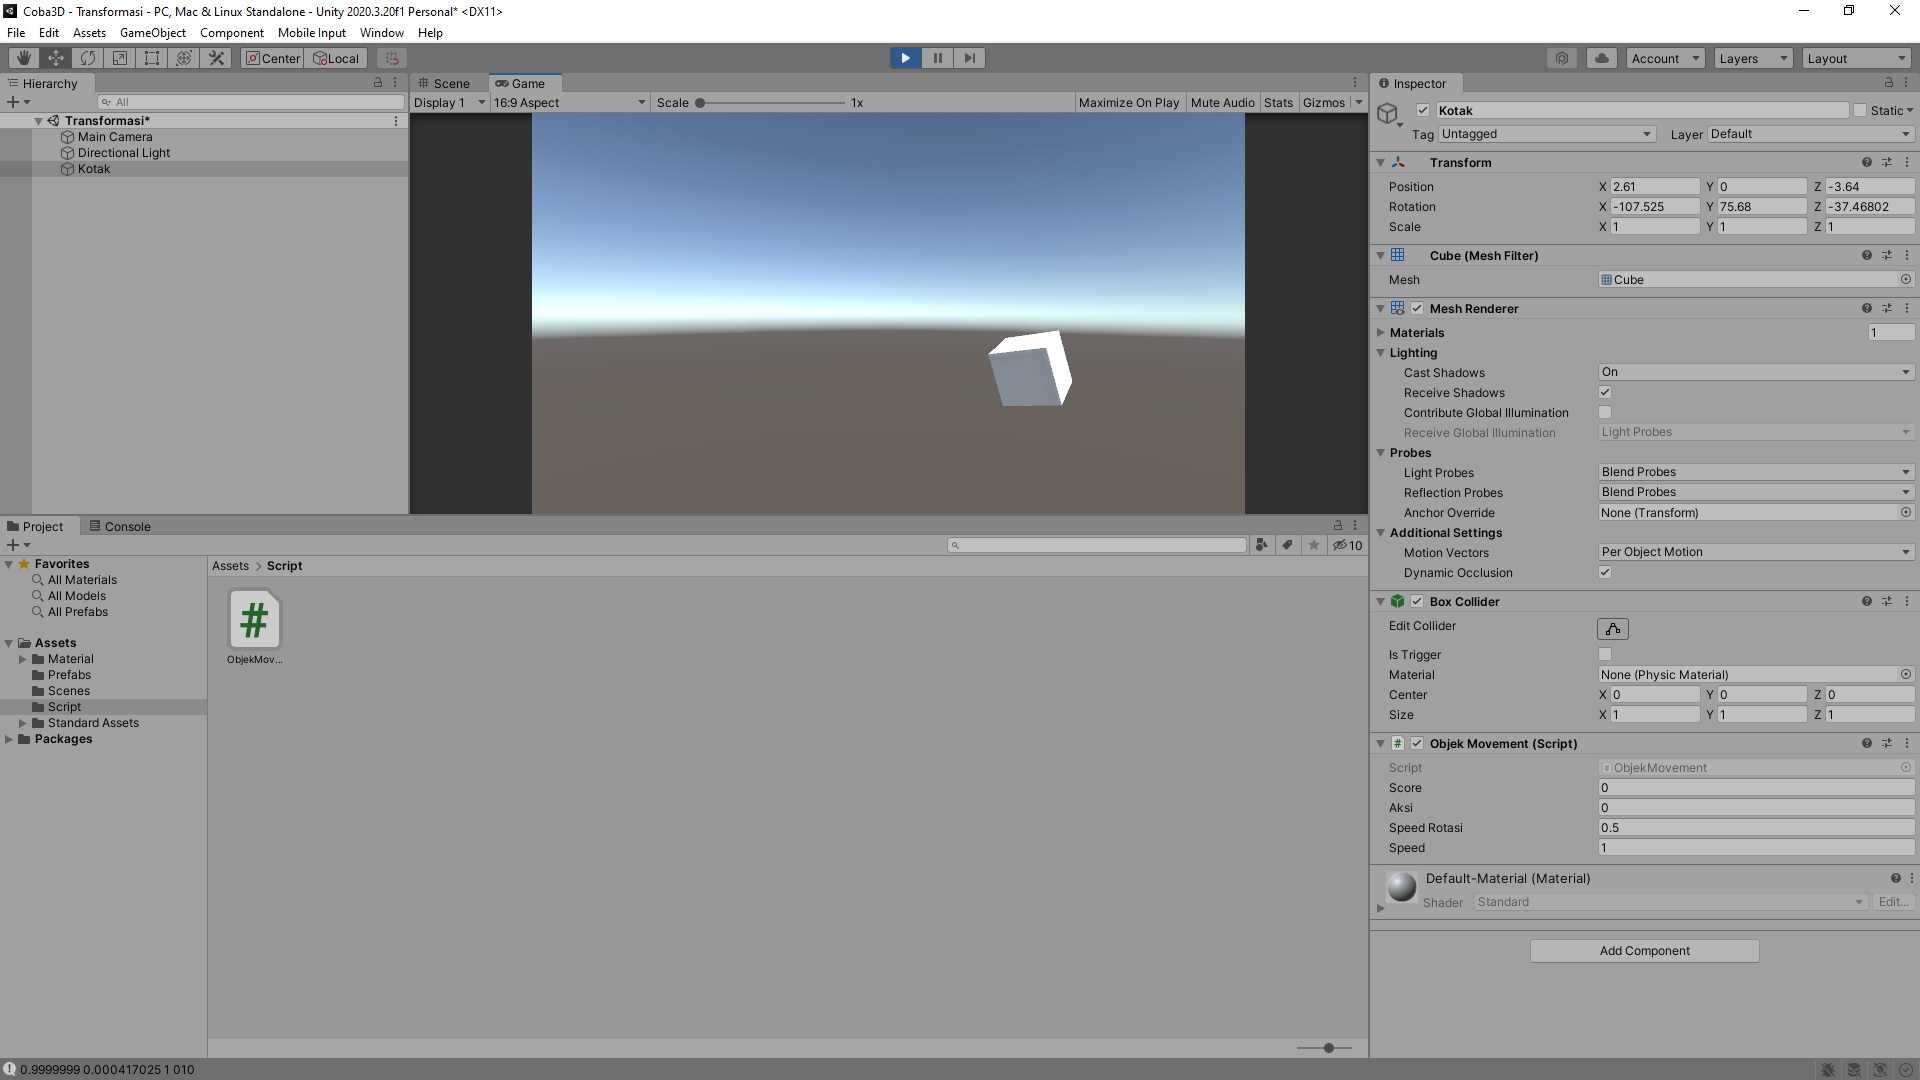 Coba3D - Transformasi - PC, Mac & Linux Standalone - Unity 2020.3.20f1 Personal* <DX11>
File Edit Assets GameObject Component Mobile Input Window Help
Center Local Account Layers Layout
Hierarchy
All
Transformasi*
Main Camera
Directional Light
Kotak
Scene Game
Display 1 16:9 Aspect Scale 1x Maximize On Play Mute Audio Stats Gizmos
Project Console
10
Favorites
All Materials
All Models
All Prefabs
Assets
Material
Prefabs
Scenes
Script
Standard Assets
Packages
Assets > Script
#
ObjekMov...
Inspector
Kotak Static
Tag Untagged Layer Default
Transform
Position X 2.61 Y 0 Z -3.64
Rotation X -107.525 Y 75.68 Z -37.46802
Scale X 1 Y 1 Z 1
Cube (Mesh Filter)
Mesh Cube
Mesh Renderer
Materials 1
Lighting
Cast Shadows On
Receive Shadows
Contribute Global Illumination
Receive Global Illumination Light Probes
Probes
Light Probes Blend Probes
Reflection Probes Blend Probes
Anchor Override None (Transform)
Additional Settings
Motion Vectors Per Object Motion
Dynamic Occlusion
Box Collider
Edit Collider
Is Trigger
Material None (Physic Material)
Center X 0 Y 0 Z 0
Size X 1 Y 1 Z 1
# Objek Movement (Script)
Script ObjekMovement
Score 0
Aksi 0
Speed Rotasi 0.5
Speed 1
Default-Material (Material)
Shader Standard Edit...
Add Component
0.9999999 0.000417025 1 010